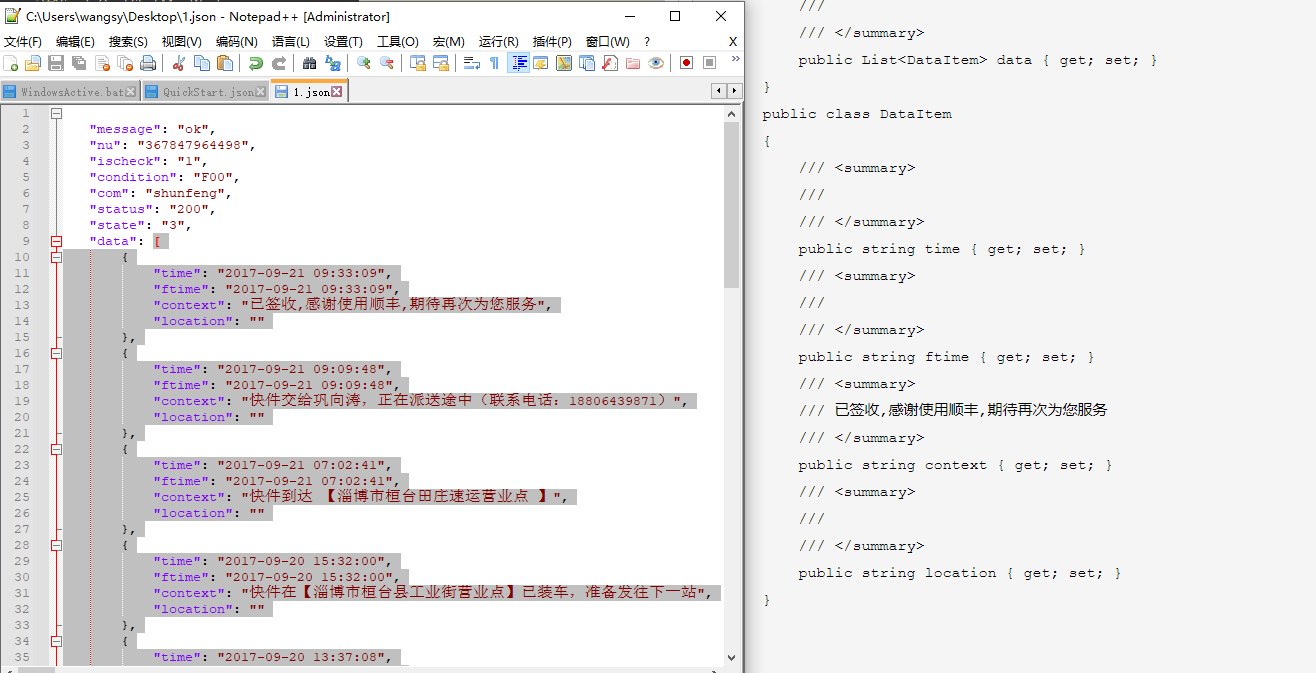 C:\Users\wangsy\Desktop\1.json - Notepad++ [Administrator]
文件(F) 编辑(E) 搜索(S) 视图(V) 编码(N) 语言(L) 设置(T) 工具(O) 宏(M) 运行(R) 插件(P) 窗口(W) ? X
WindowsActive.bat QuickStart.json 1.json
1
2 "message": "ok",
3 "nu": "367847964498",
4 "ischeck": "1",
5 "condition": "F00",
6 "com": "shunfeng",
7 "status": "200",
8 "state": "3",
9 "data": [
10 {
11 "time": "2017-09-21 09:33:09",
12 "ftime": "2017-09-21 09:33:09",
13 "context": "已签收,感谢使用顺丰,期待再次为您服务",
14 "location": ""
15 },
16 {
17 "time": "2017-09-21 09:09:48",
18 "ftime": "2017-09-21 09:09:48",
19 "context": "快件交给巩向涛，正在派送途中（联系电话：18806439871）",
20 "location": ""
21 },
22 {
23 "time": "2017-09-21 07:02:41",
24 "ftime": "2017-09-21 07:02:41",
25 "context": "快件到达 【淄博市桓台田庄速运营业点 】",
26 "location": ""
27 },
28 {
29 "time": "2017-09-20 15:32:00",
30 "ftime": "2017-09-20 15:32:00",
31 "context": "快件在【淄博市桓台县工业街营业点】已装车，准备发往下一站",
32 "location": ""
33 },
34 {
35 "time": "2017-09-20 13:37:08",
///
/// </summary>
public List<DataItem> data { get; set; }
}
public class DataItem
{
/// <summary>
///
/// </summary>
public string time { get; set; }
/// <summary>
///
/// </summary>
public string ftime { get; set; }
/// <summary>
/// 已签收,感谢使用顺丰,期待再次为您服务
/// </summary>
public string context { get; set; }
/// <summary>
///
/// </summary>
public string location { get; set; }
}